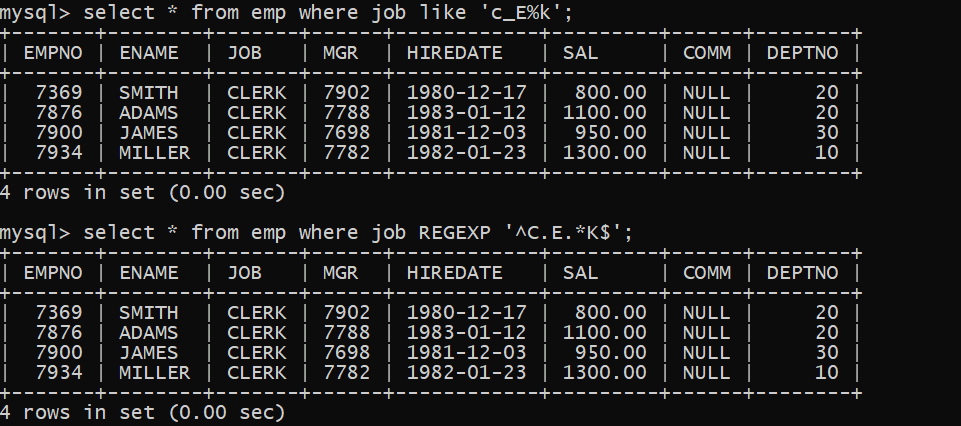 mysql> select * from emp where job like 'c_E%k';
+-------+--------+-------+------+------------+---------+------+--------+
| EMPNO | ENAME  | JOB   | MGR  | HIREDATE   | SAL     | COMM | DEPTNO |
+-------+--------+-------+------+------------+---------+------+--------+
|  7369 | SMITH  | CLERK | 7902 | 1980-12-17 |  800.00 | NULL |     20 |
|  7876 | ADAMS  | CLERK | 7788 | 1983-01-12 | 1100.00 | NULL |     20 |
|  7900 | JAMES  | CLERK | 7698 | 1981-12-03 |  950.00 | NULL |     30 |
|  7934 | MILLER | CLERK | 7782 | 1982-01-23 | 1300.00 | NULL |     10 |
+-------+--------+-------+------+------------+---------+------+--------+
4 rows in set (0.00 sec)
mysql> select * from emp where job REGEXP '^C.E.*K$';
+-------+--------+-------+------+------------+---------+------+--------+
| EMPNO | ENAME  | JOB   | MGR  | HIREDATE   | SAL     | COMM | DEPTNO |
+-------+--------+-------+------+------------+---------+------+--------+
|  7369 | SMITH  | CLERK | 7902 | 1980-12-17 |  800.00 | NULL |     20 |
|  7876 | ADAMS  | CLERK | 7788 | 1983-01-12 | 1100.00 | NULL |     20 |
|  7900 | JAMES  | CLERK | 7698 | 1981-12-03 |  950.00 | NULL |     30 |
|  7934 | MILLER | CLERK | 7782 | 1982-01-23 | 1300.00 | NULL |     10 |
+-------+--------+-------+------+------------+---------+------+--------+
4 rows in set (0.00 sec)